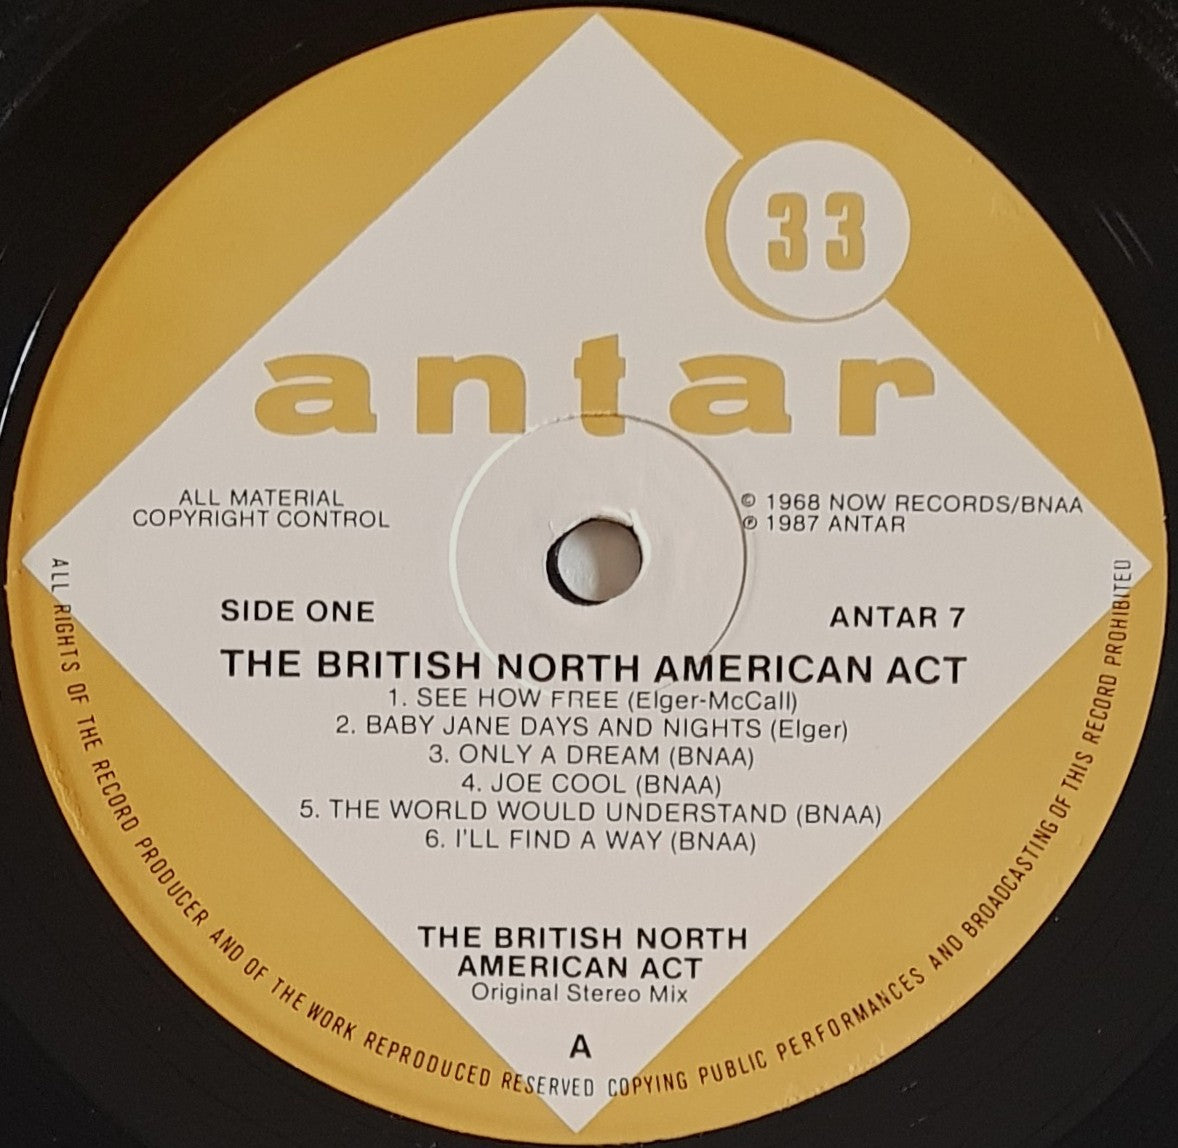 33
antar
ALL MATERIAL
COPYRIGHT CONTROL
© 1968 NOW RECORDS/BNAA
℗ 1987 ANTAR
SIDE ONE
ANTAR 7
THE BRITISH NORTH AMERICAN ACT
1. SEE HOW FREE (Elger-McCall)
2. BABY JANE DAYS AND NIGHTS (Elger)
3. ONLY A DREAM (BNAA)
4. JOE COOL (BNAA)
5. THE WORLD WOULD UNDERSTAND (BNAA)
6. I'LL FIND A WAY (BNAA)
THE BRITISH NORTH
AMERICAN ACT
Original Stereo Mix
A
ALL RIGHTS OF THE RECORD PRODUCER AND OF THE WORK REPRODUCED RESERVED COPYING PUBLIC PERFORMANCES AND BROADCASTING OF THIS RECORD PROHIBITED